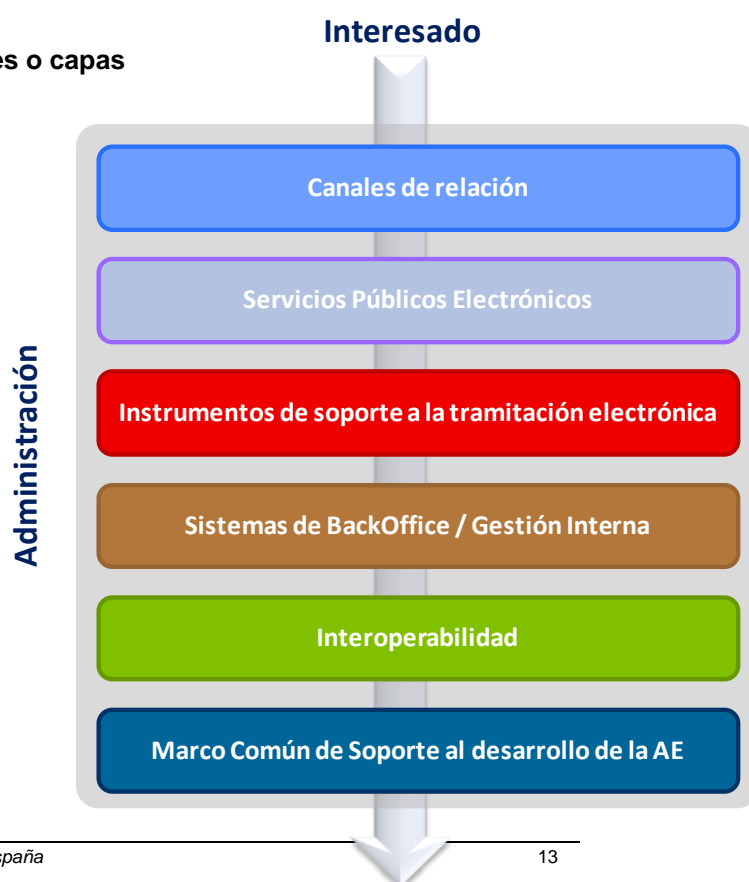 Interesado
es o capas
Canales de relación
Servicios Públicos Electrónicos
Administración
Instrumentos de soporte a la tramitación electrónica
Sistemas de BackOffice / Gestión Interna
Interoperabilidad
Marco Común de Soporte al desarrollo de la AE
spaña 13